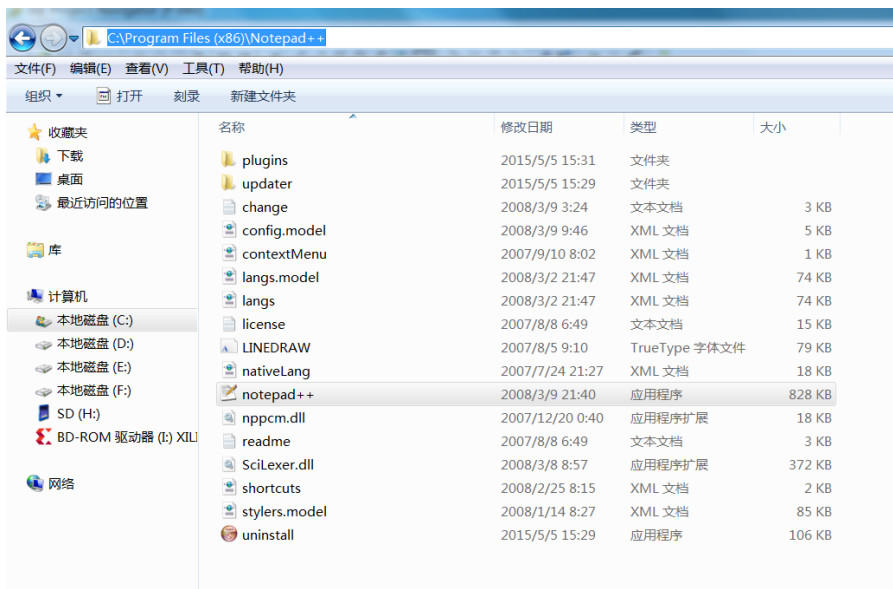 C:\Program Files (x86)\Notepad++
文件(F) 编辑(E) 查看(V) 工具(T) 帮助(H)
组织 打开 刻录 新建文件夹
收藏夹
下载
桌面
最近访问的位置
库
计算机
本地磁盘 (C:)
本地磁盘 (D:)
本地磁盘 (E:)
本地磁盘 (F:)
SD (H:)
BD-ROM 驱动器 (I:) XILI
网络
名称 修改日期 类型 大小
plugins 2015/5/5 15:31 文件夹
updater 2015/5/5 15:29 文件夹
change 2008/3/9 3:24 文本文档 3 KB
config.model 2008/3/9 9:46 XML 文档 5 KB
contextMenu 2007/9/10 8:02 XML 文档 1 KB
langs.model 2008/3/2 21:47 XML 文档 74 KB
langs 2008/3/2 21:47 XML 文档 74 KB
license 2007/8/8 6:49 文本文档 15 KB
LINEDRAW 2007/8/5 9:10 TrueType 字体文件 79 KB
nativeLang 2007/7/24 21:27 XML 文档 18 KB
notepad++ 2008/3/9 21:40 应用程序 828 KB
nppcm.dll 2007/12/20 0:40 应用程序扩展 18 KB
readme 2007/8/8 6:49 文本文档 3 KB
SciLexer.dll 2008/3/8 8:57 应用程序扩展 372 KB
shortcuts 2008/2/25 8:15 XML 文档 2 KB
stylers.model 2008/1/14 8:27 XML 文档 85 KB
uninstall 2015/5/5 15:29 应用程序 106 KB